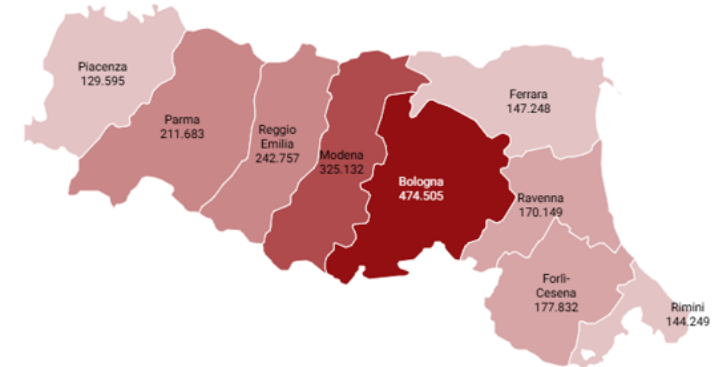 Piacenza
129.595
Parma
211.683
Reggio
Emilia
242.757
Modena
325.132
Bologna
474.505
Ferrara
147.248
Ravenna
170.149
Forlì-
Cesena
177.832
Rimini
144.249